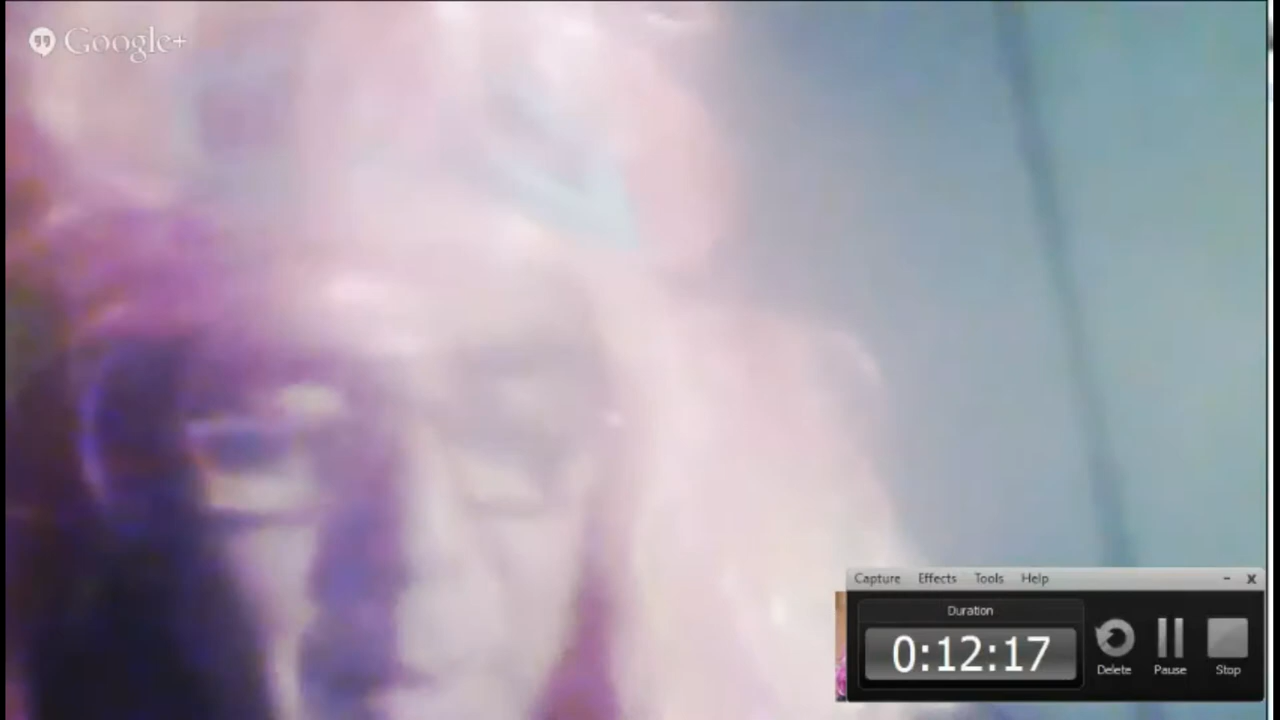 Google+
Capture Effects Tools Help
Duration
0:12:17
Delete Pause Stop